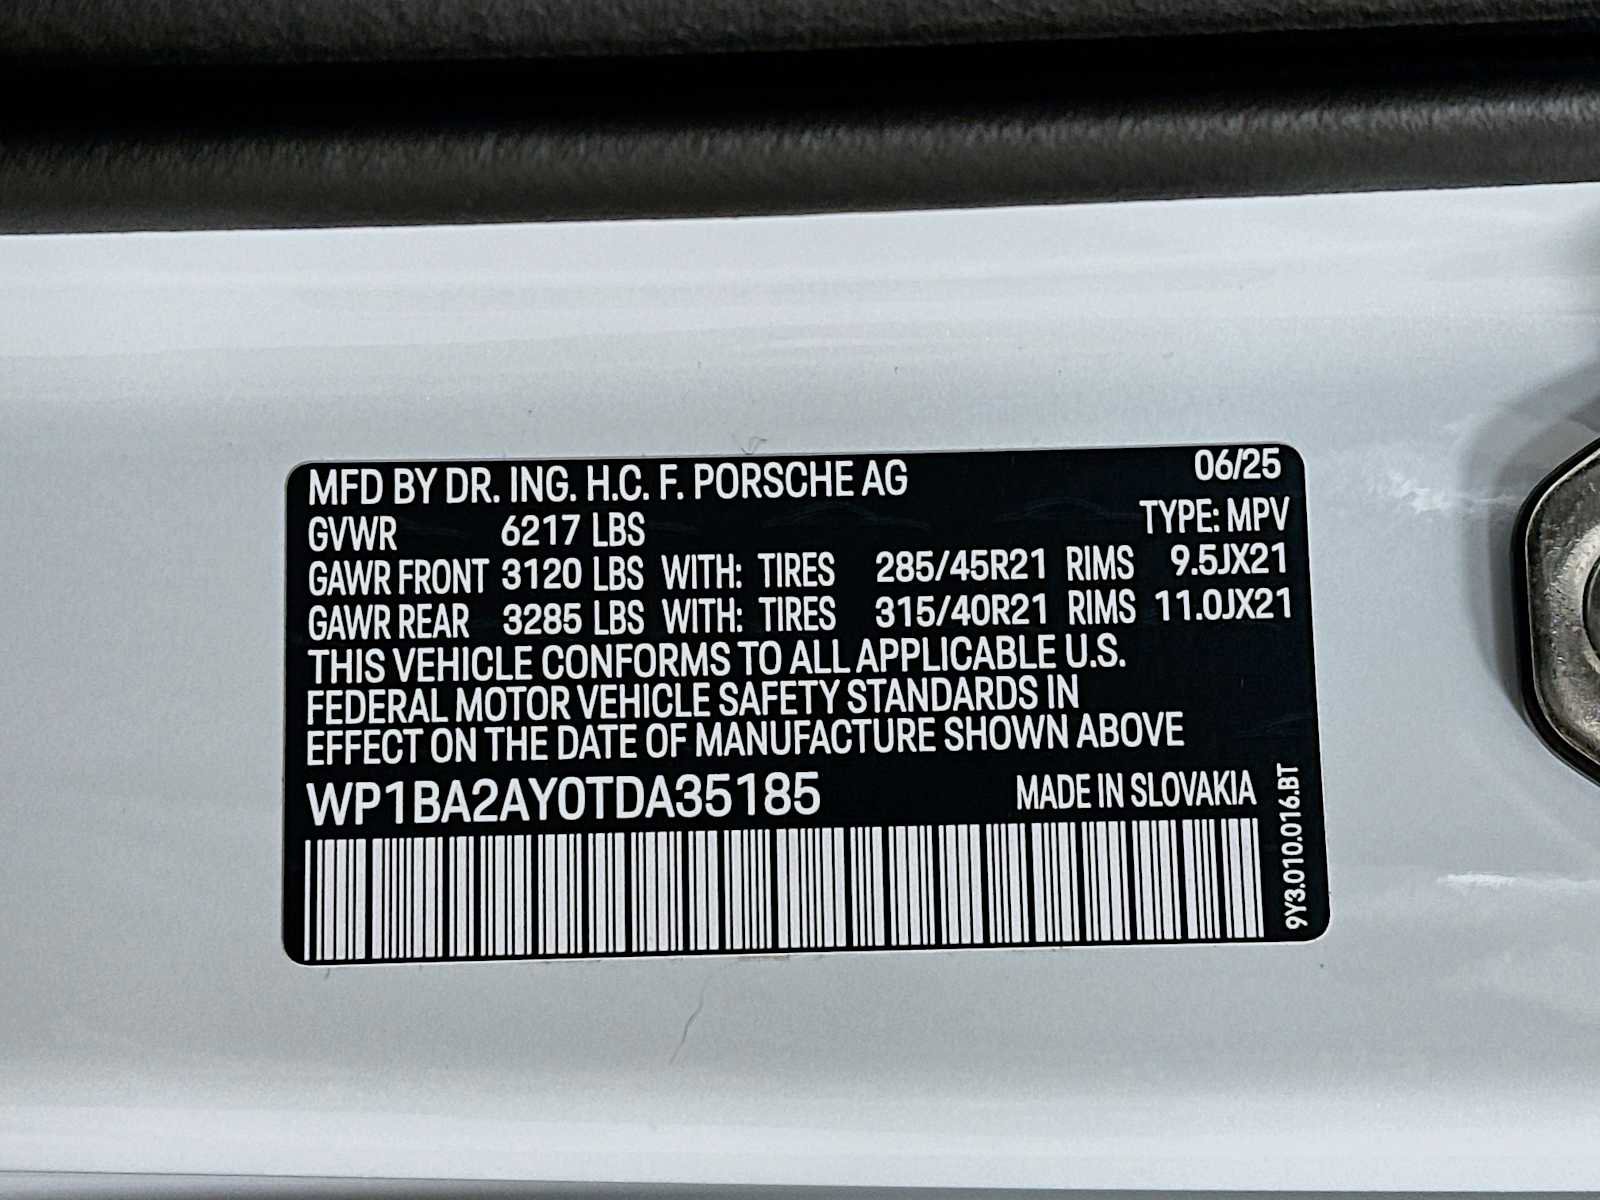 MFD BY DR. ING. H.C. F. PORSCHE AG 06/25
GVWR 6217 LBS TYPE: MPV
GAWR FRONT 3120 LBS WITH: TIRES 285/45R21 RIMS 9.5JX21
GAWR REAR 3285 LBS WITH: TIRES 315/40R21 RIMS 11.0JX21
THIS VEHICLE CONFORMS TO ALL APPLICABLE U.S.
FEDERAL MOTOR VEHICLE SAFETY STANDARDS IN
EFFECT ON THE DATE OF MANUFACTURE SHOWN ABOVE
WP1BA2AY0TDA35185 MADE IN SLOVAKIA
9Y3.010.016.BT